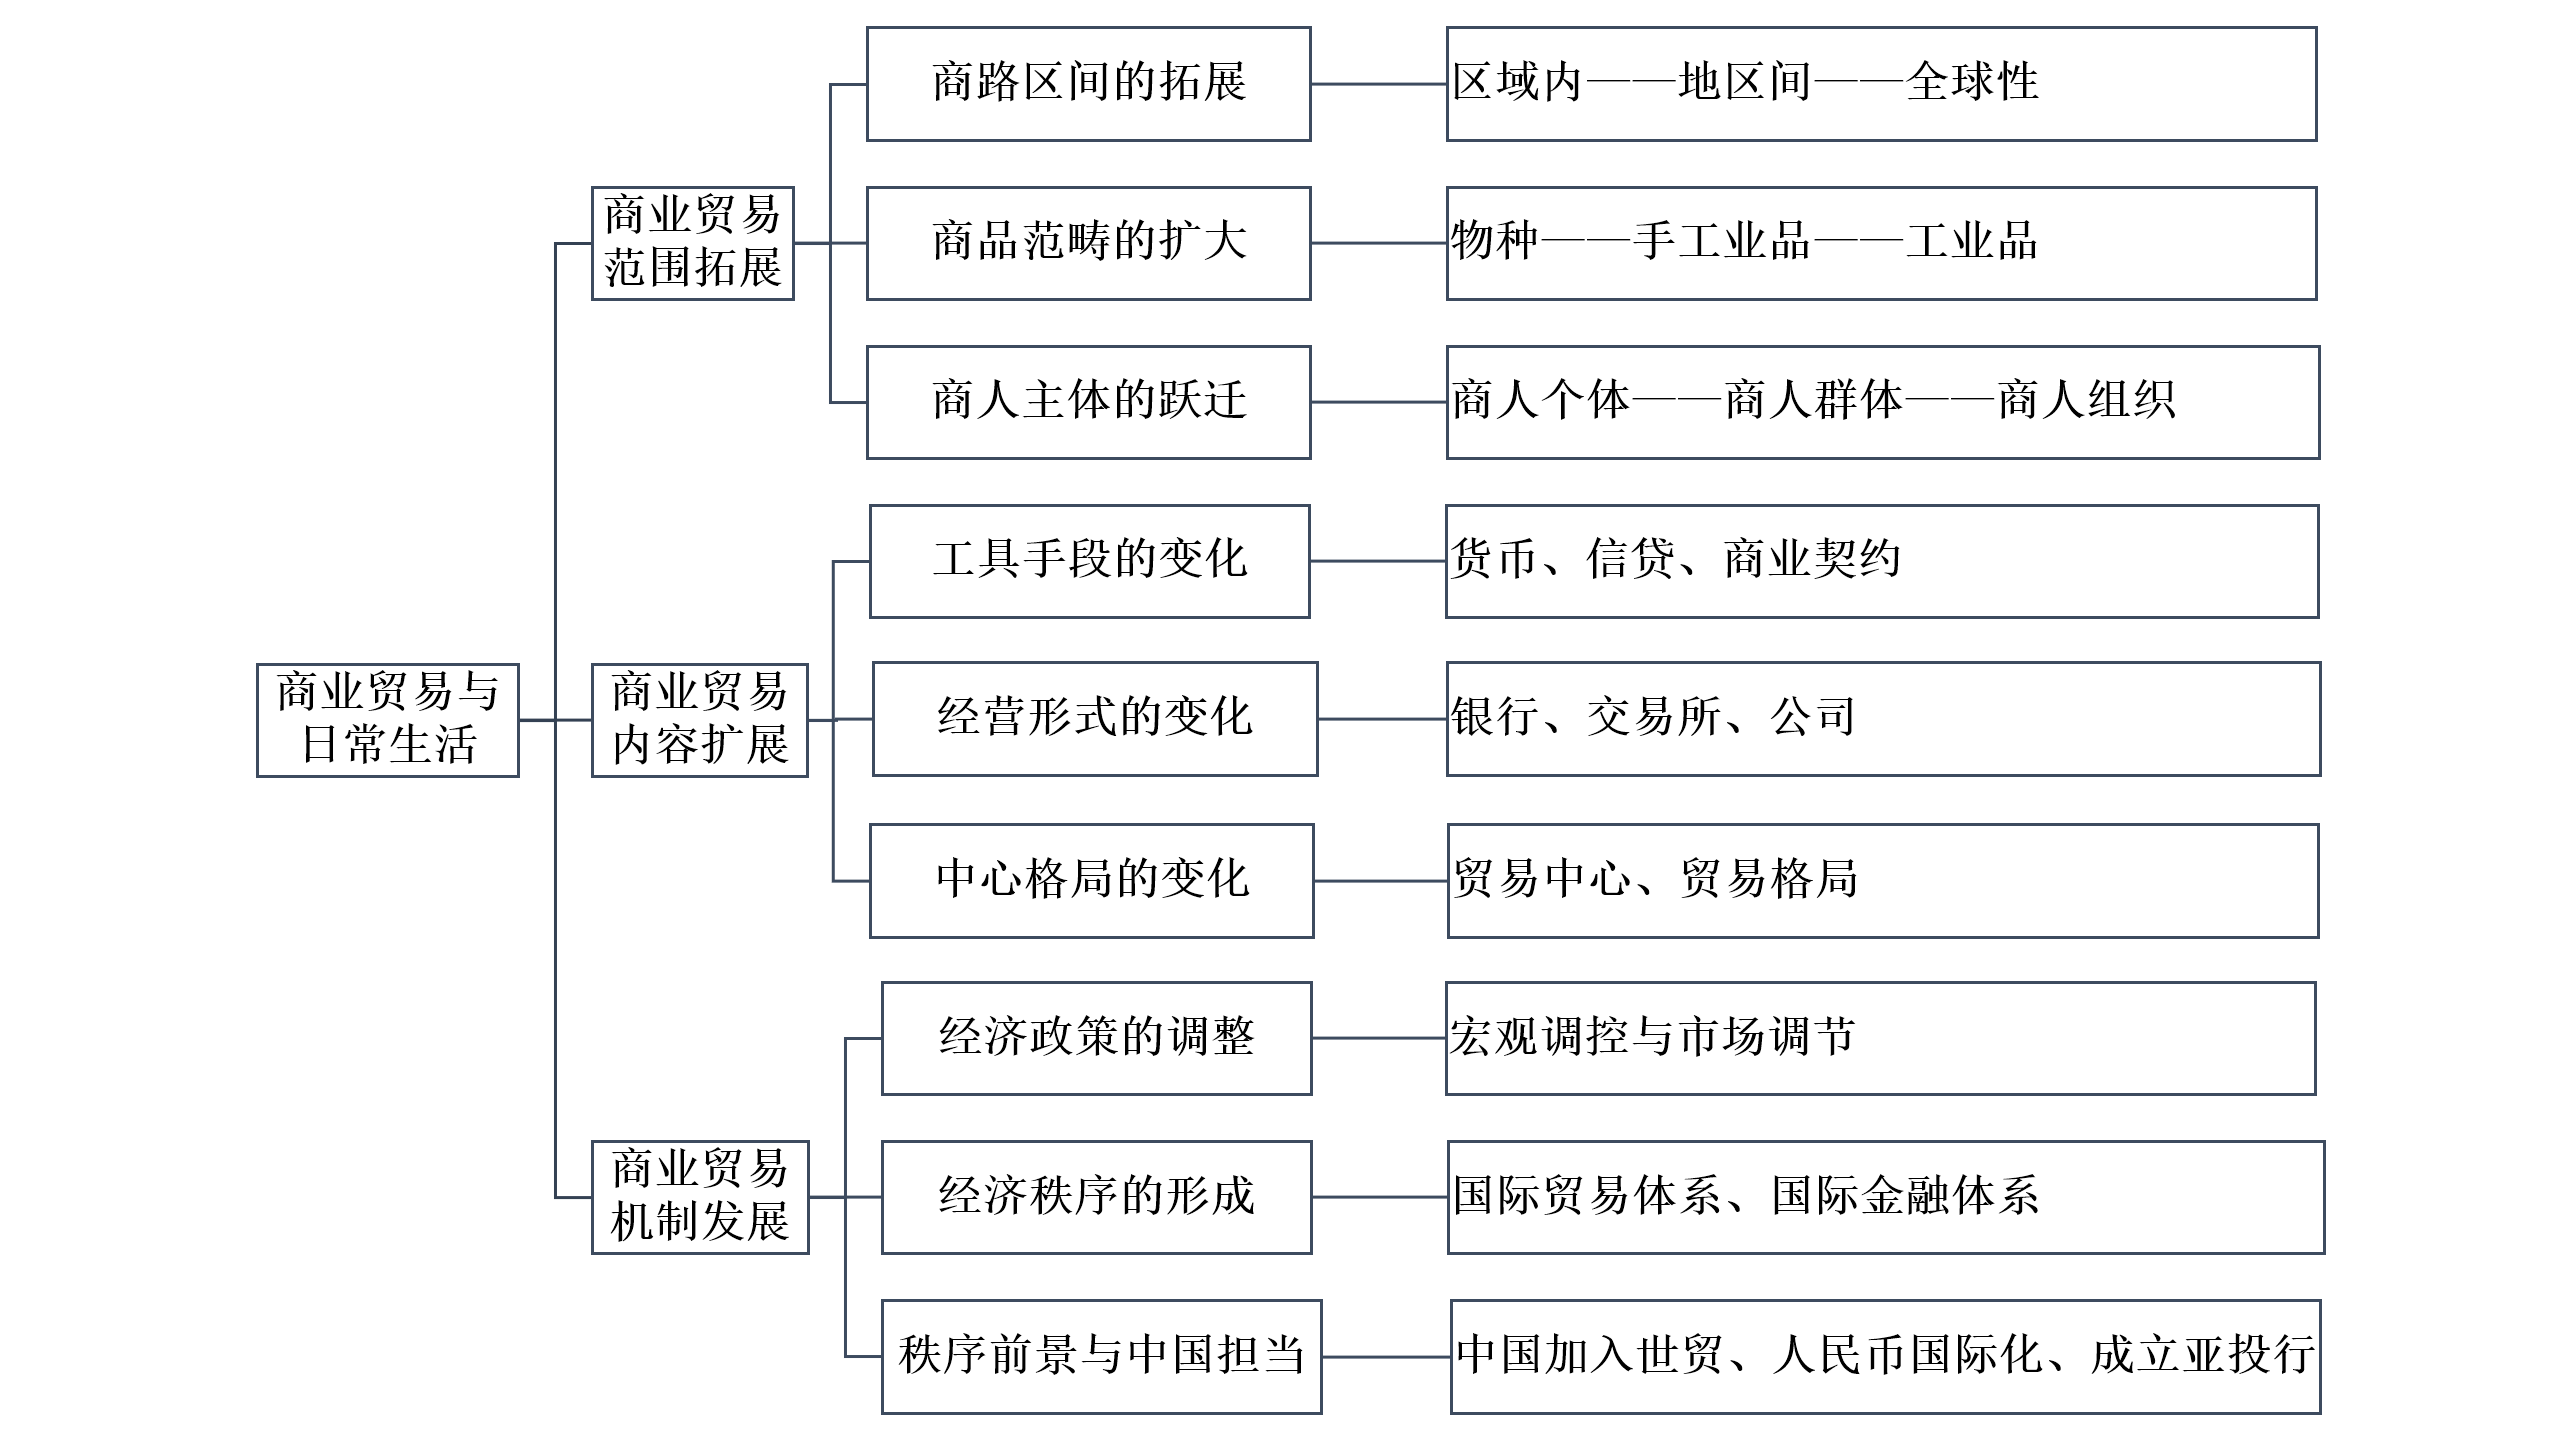 商路区间的拓展
区域内——地区间——全球性
商业贸易
范围拓展
商品范畴的扩大
物种——手工业品——工业品
商人主体的跃迁
商人个体——商人群体——商人组织
工具手段的变化
货币、信贷、商业契约
商业贸易与
日常生活
商业贸易
内容扩展
经营形式的变化
银行、交易所、公司
中心格局的变化
贸易中心、贸易格局
经济政策的调整
宏观调控与市场调节
商业贸易
机制发展
经济秩序的形成
国际贸易体系、国际金融体系
秩序前景与中国担当
中国加入世贸、人民币国际化、成立亚投行